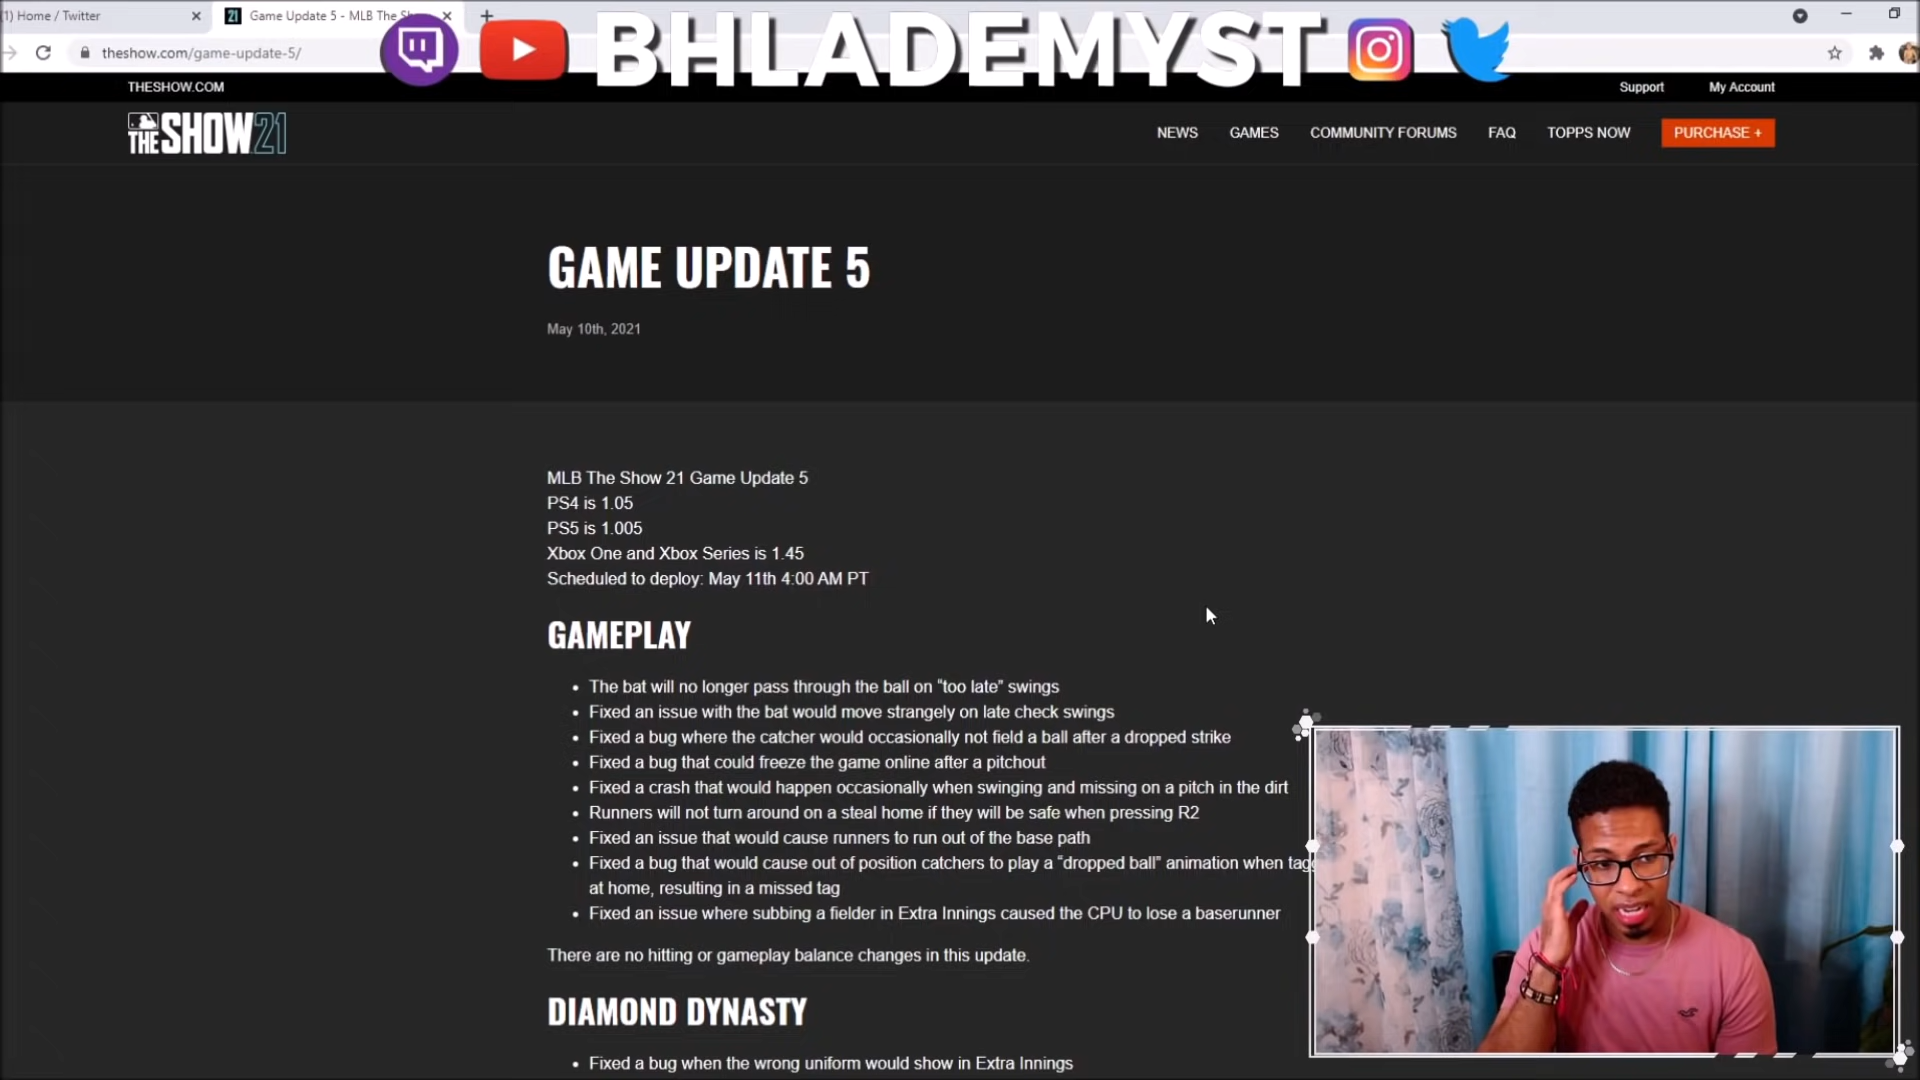 (1) Home / Twitter
21 Game Update 5 - MLB The Sh
theshow.com/game-update-5/
BHLADEMYST
THESHOW.COM
Support
My Account
THE SHOW 21
NEWS
GAMES
COMMUNITY FORUMS
FAQ
TOPPS NOW
PURCHASE +
GAME UPDATE 5
May 10th, 2021
MLB The Show 21 Game Update 5
PS4 is 1.05
PS5 is 1.005
Xbox One and Xbox Series is 1.45
Scheduled to deploy: May 11th 4:00 AM PT
GAMEPLAY
• The bat will no longer pass through the ball on “too late” swings
• Fixed an issue with the bat would move strangely on late check swings
• Fixed a bug where the catcher would occasionally not field a ball after a dropped strike
• Fixed a bug that could freeze the game online after a pitchout
• Fixed a crash that would happen occasionally when swinging and missing on a pitch in the dirt
• Runners will not turn around on a steal home if they will be safe when pressing R2
• Fixed an issue that would cause runners to run out of the base path
• Fixed a bug that would cause out of position catchers to play a “dropped ball” animation when tagg
at home, resulting in a missed tag
• Fixed an issue where subbing a fielder in Extra Innings caused the CPU to lose a baserunner
There are no hitting or gameplay balance changes in this update.
DIAMOND DYNASTY
• Fixed a bug when the wrong uniform would show in Extra Innings